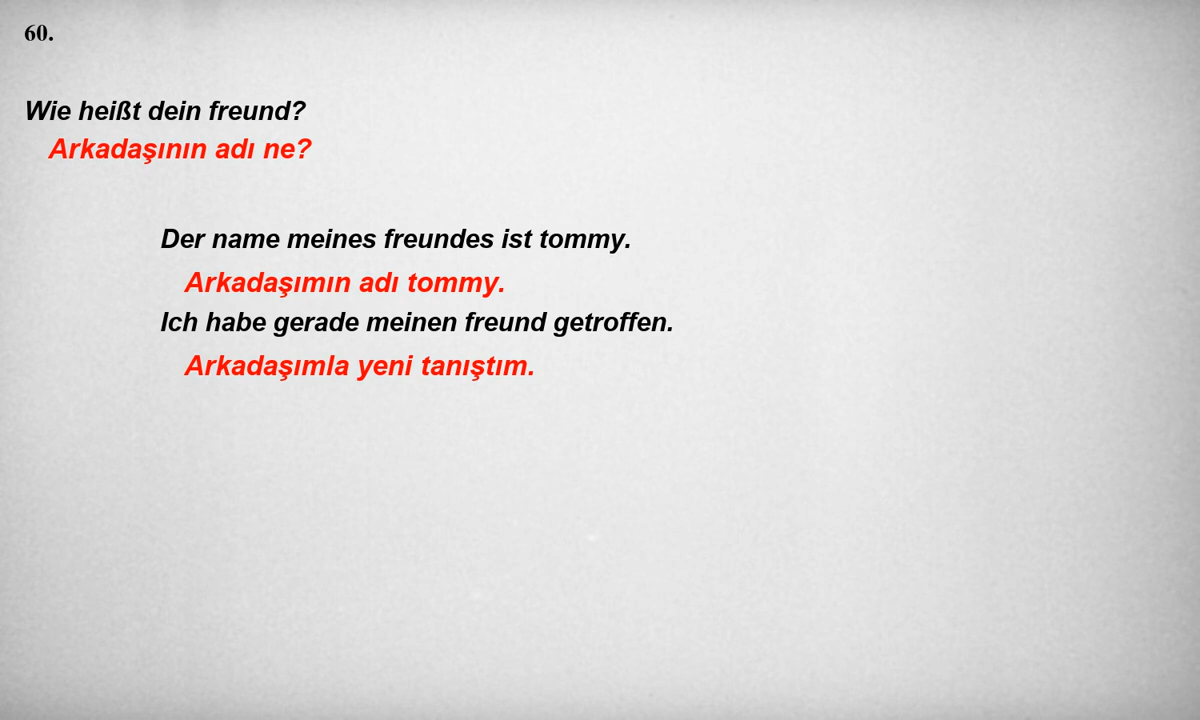 60.
Wie heißt dein freund?
Arkadaşının adı ne?
Der name meines freundes ist tommy.
Arkadaşımın adı tommy.
Ich habe gerade meinen freund getroffen.
Arkadaşımla yeni tanıştım.